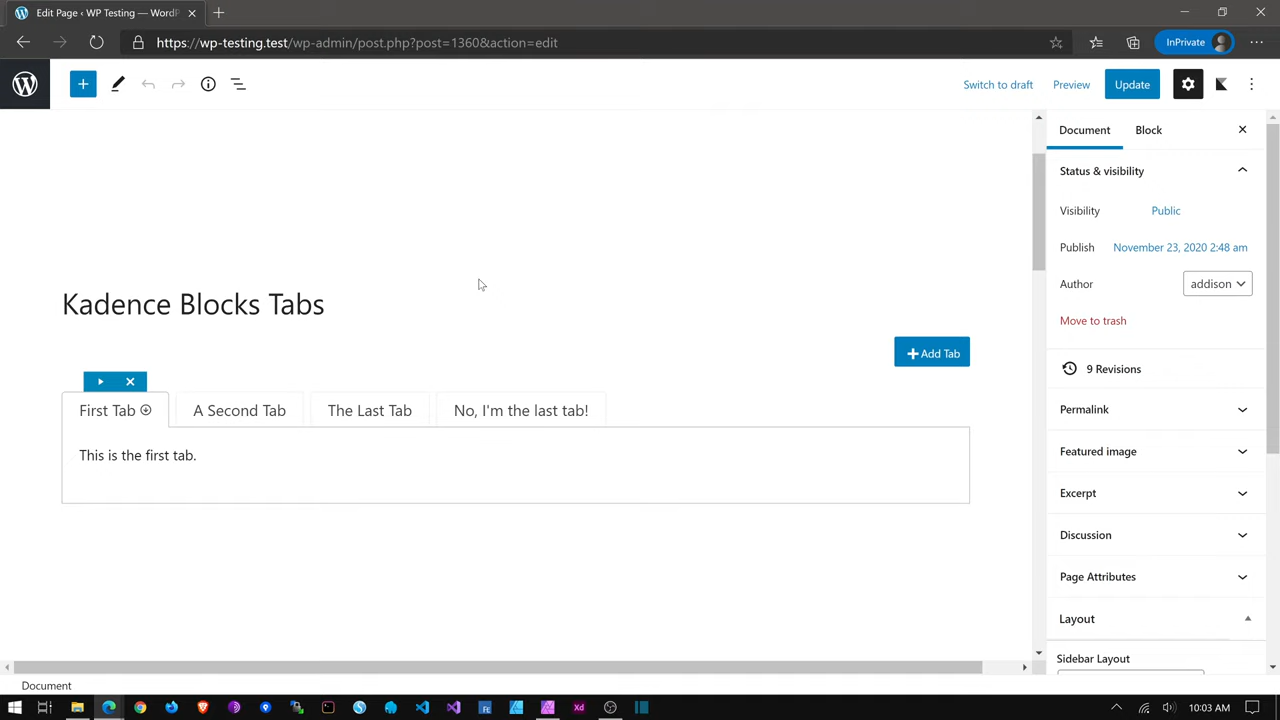 Edit Page ‹ WP Testing — WordP
https://wp-testing.test/wp-admin/post.php?post=1360&action=edit
InPrivate
Switch to draft
Preview
Update
Document
Block
Status & visibility
Visibility
Public
Publish
November 23, 2020 2:48 am
Author
addison
Move to trash
9 Revisions
Permalink
Featured image
Excerpt
Discussion
Page Attributes
Layout
Sidebar Layout
Kadence Blocks Tabs
Add Tab
First Tab
A Second Tab
The Last Tab
No, I'm the last tab!
This is the first tab.
Document
10:03 AM